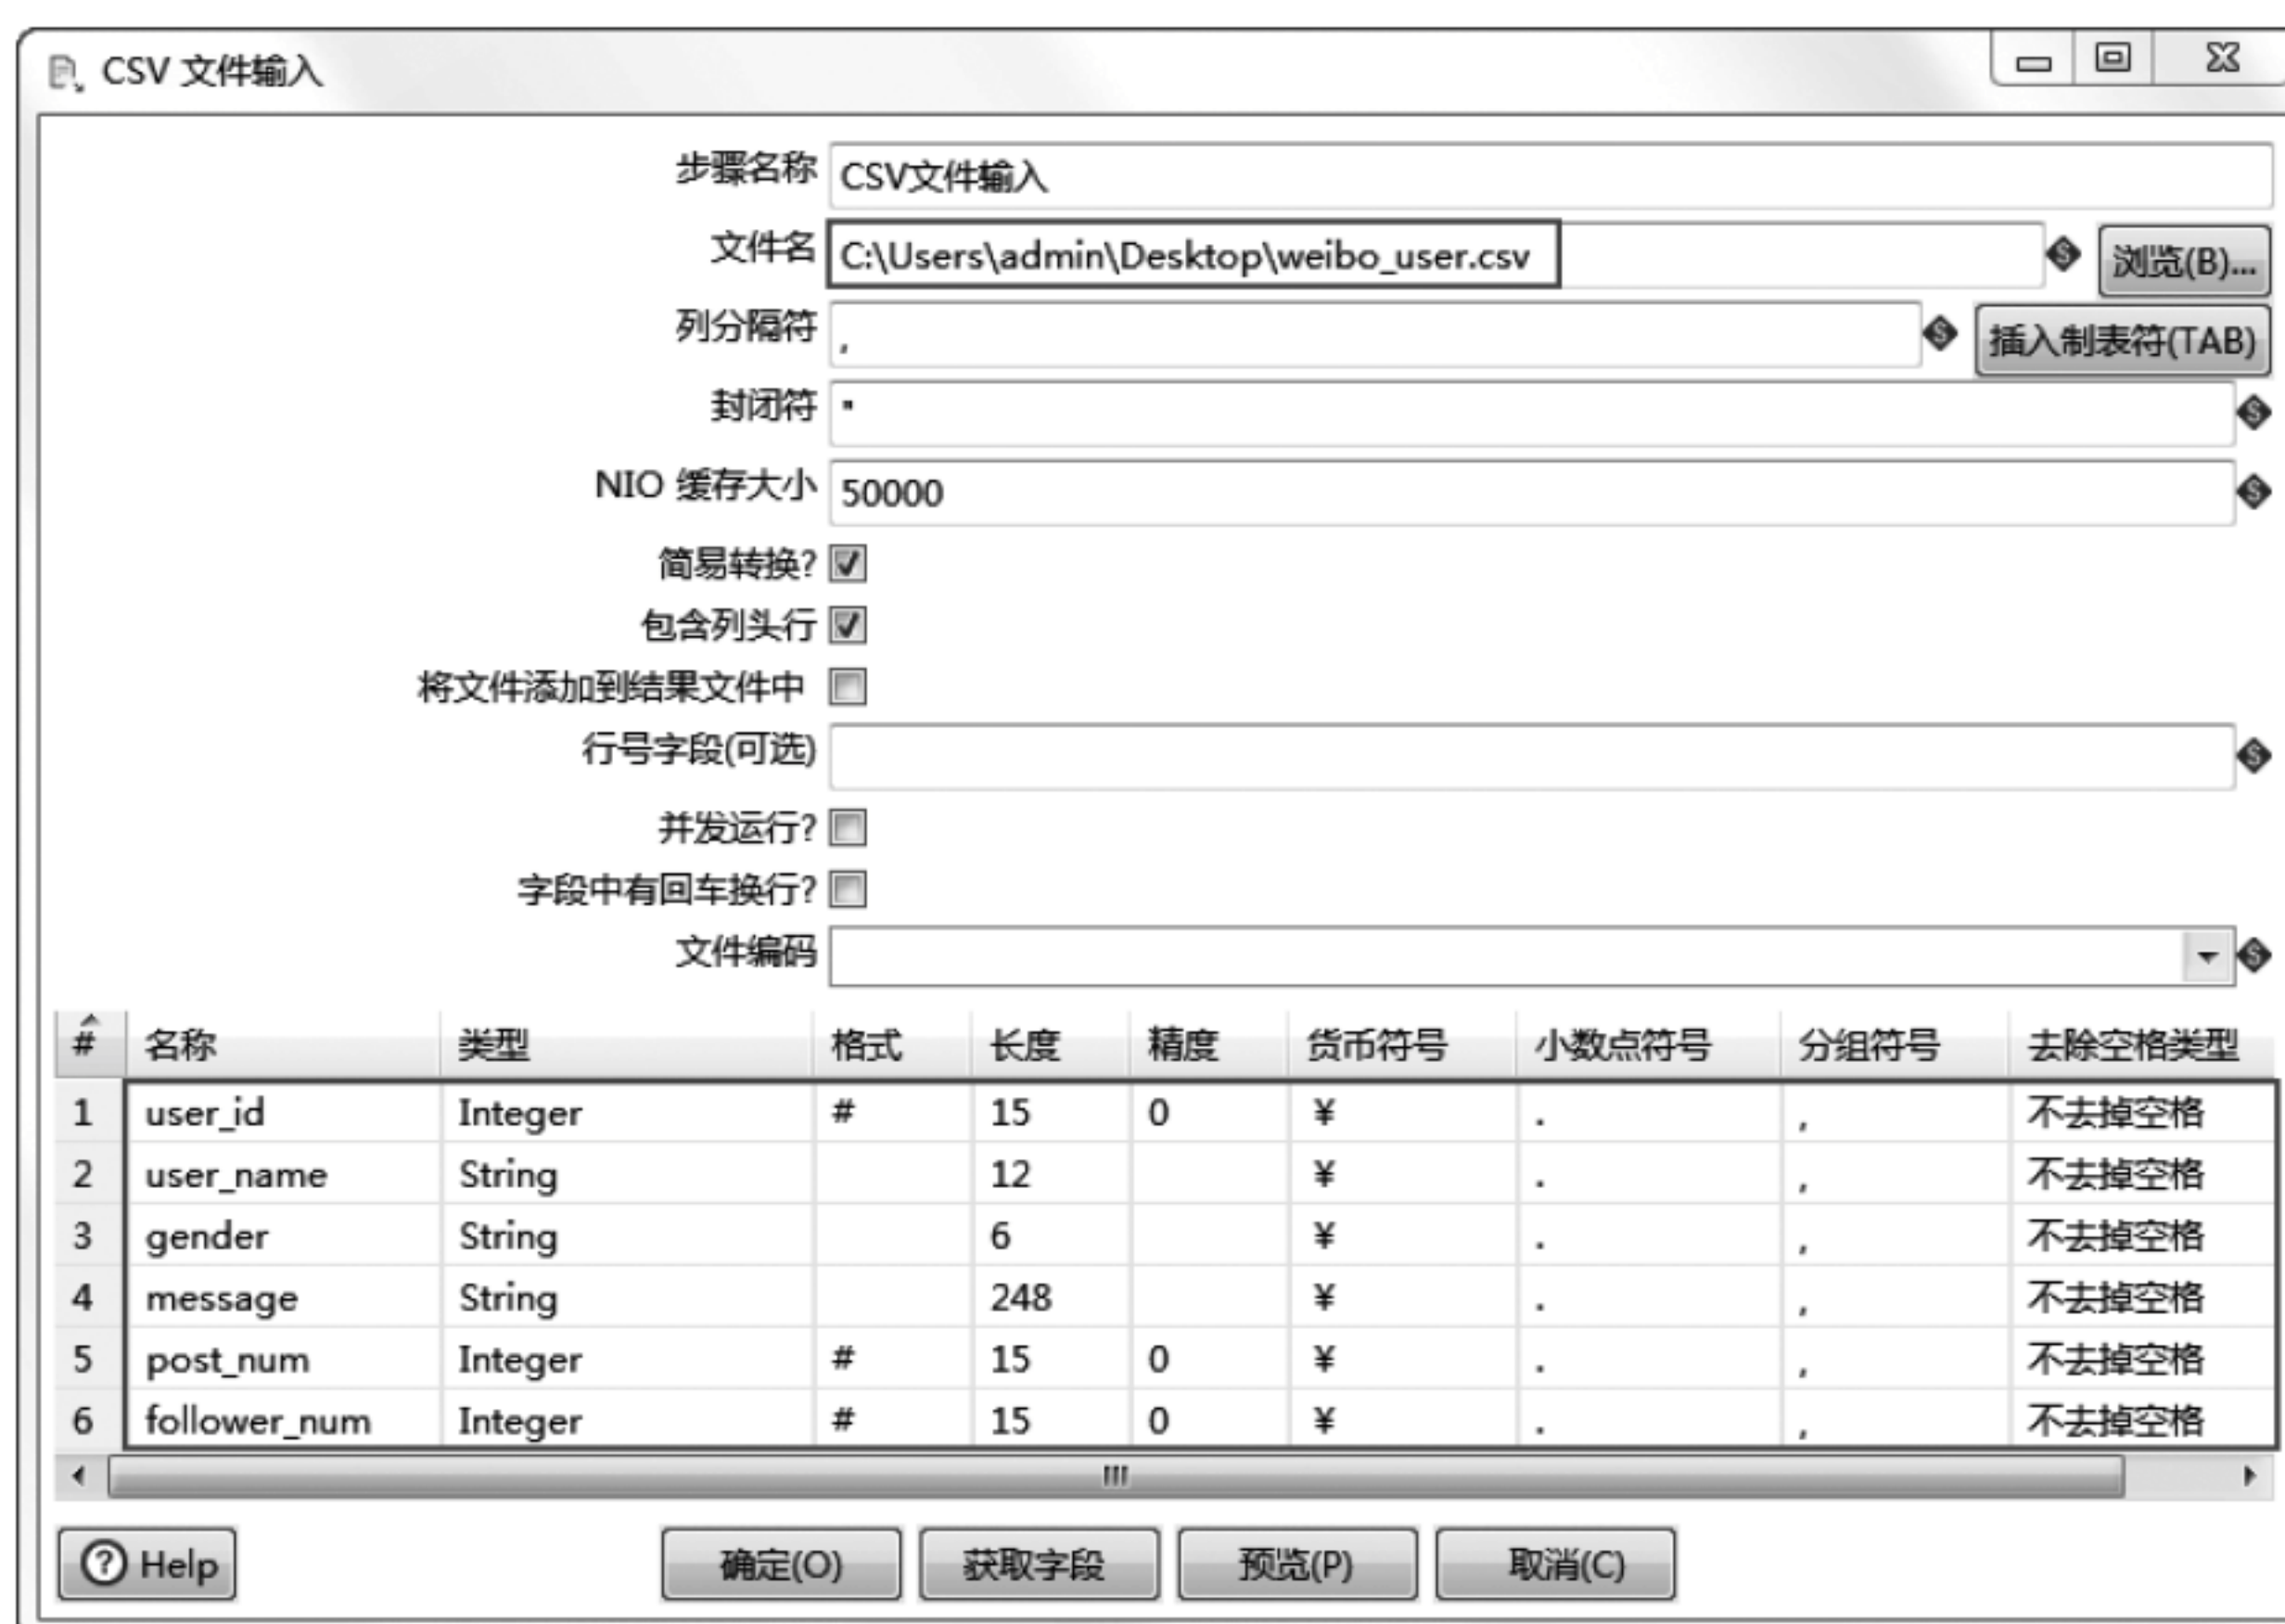 CSV 文件输入
步骤名称 CSV文件输入
文件名 C:\Users\admin\Desktop\weibo_user.csv 浏览(B)...
列分隔符 , 插入制表符(TAB)
封闭符 "
NIO 缓存大小 50000
简易转换?
包含列头行
将文件添加到结果文件中
行号字段(可选)
并发运行?
字段中有回车换行?
文件编码
# 名称 类型 格式 长度 精度 货币符号 小数点符号 分组符号 去除空格类型
1 user_id Integer # 15 0 ¥ . , 不去掉空格
2 user_name String 12 ¥ . , 不去掉空格
3 gender String 6 ¥ . , 不去掉空格
4 message String 248 ¥ . , 不去掉空格
5 post_num Integer # 15 0 ¥ . , 不去掉空格
6 follower_num Integer # 15 0 ¥ . , 不去掉空格
Help 确定(O) 获取字段 预览(P) 取消(C)